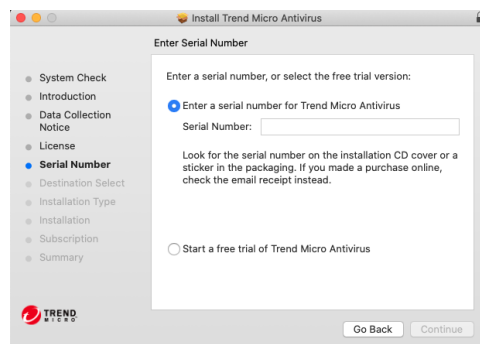 Install Trend Micro Antivirus
Enter Serial Number
System Check
Introduction
Data Collection
Notice
License
Serial Number
Destination Select
Installation Type
Installation
Subscription
Summary
Enter a serial number, or select the free trial version:
Enter a serial number for Trend Micro Antivirus
Serial Number:
Look for the serial number on the installation CD cover or a
sticker in the packaging. If you made a purchase online,
check the email receipt instead.
Start a free trial of Trend Micro Antivirus
TREND
MICRO
Go Back
Continue